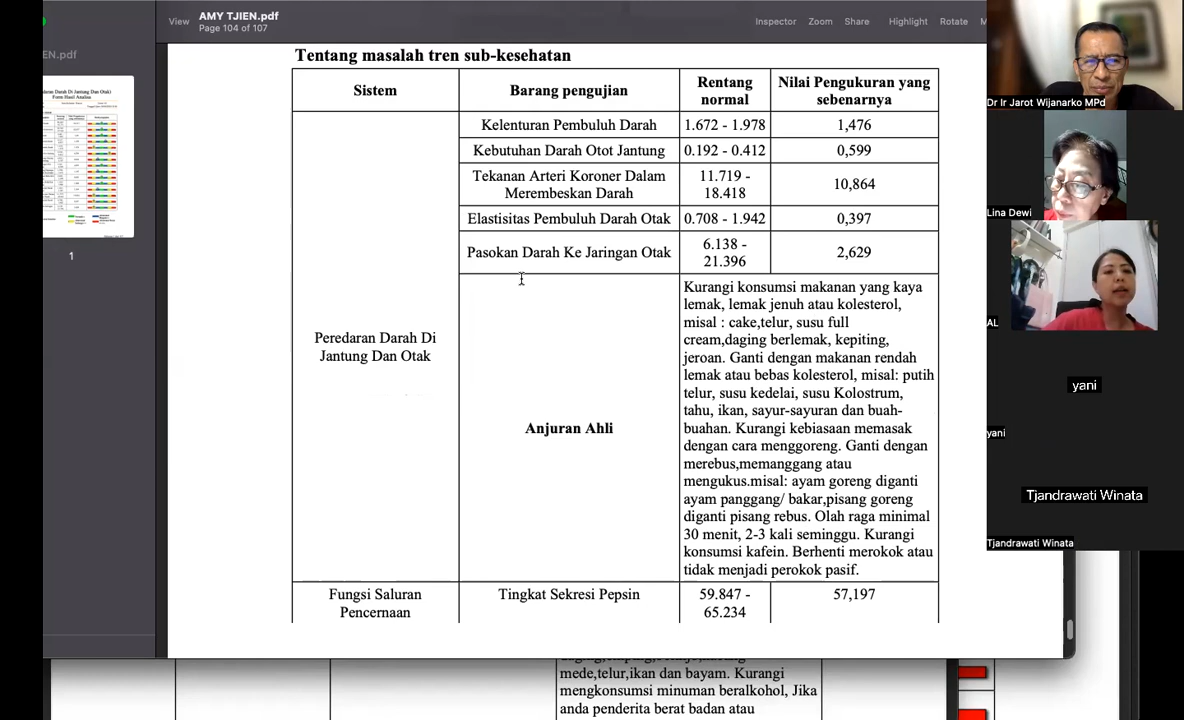 AMY TJIEN.pdf
Page 104 of 107
View
Inspector Zoom Share Highlight Rotate
EN.pdf
1
Tentang masalah tren sub-kesehatan
Sistem
Barang pengujian
Rentang normal
Nilai Pengukuran yang sebenarnya
Peredaran Darah Di
Jantung Dan Otak
Kelenturan Pembuluh Darah 1.672 - 1.978 1,476
Kebutuhan Darah Otot Jantung 0.192 - 0.412 0,599
Tekanan Arteri Koroner Dalam
Merembeskan Darah
11.719 -
18.418
10,864
Elastisitas Pembuluh Darah Otak 0.708 - 1.942 0,397
Pasokan Darah Ke Jaringan Otak
6.138 -
21.396
2,629
Anjuran Ahli
Kurangi konsumsi makanan yang kaya
lemak, lemak jenuh atau kolesterol,
misal : cake,telur, susu full
cream,daging berlemak, kepiting,
jeroan. Ganti dengan makanan rendah
lemak atau bebas kolesterol, misal: putih
telur, susu kedelai, susu Kolostrum,
tahu, ikan, sayur-sayuran dan buah-
buahan. Kurangi kebiasaan memasak
dengan cara menggoreng. Ganti dengan
merebus,memanggang atau
mengukus.misal: ayam goreng diganti
ayam panggang/ bakar,pisang goreng
diganti pisang rebus. Olah raga minimal
30 menit, 2-3 kali seminggu. Kurangi
konsumsi kafein. Berhenti merokok atau
tidak menjadi perokok pasif.
Fungsi Saluran
Pencernaan
Tingkat Sekresi Pepsin
59.847 -
65.234
57,197
mede,telur,ikan dan bayam. Kurangi
mengkonsumsi minuman beralkohol, Jika
anda penderita berat badan atau
Dr Ir Jarot Wijanarko MPd
Lina Dewi
AL
yani
yani
Tjandrawati Winata
Tjandrawati Winata